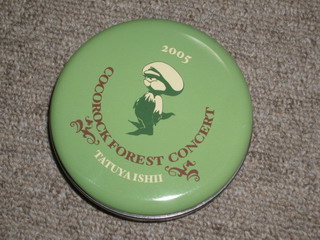 2005
COCOROCK FOREST CONCERT
TATUYA ISHII